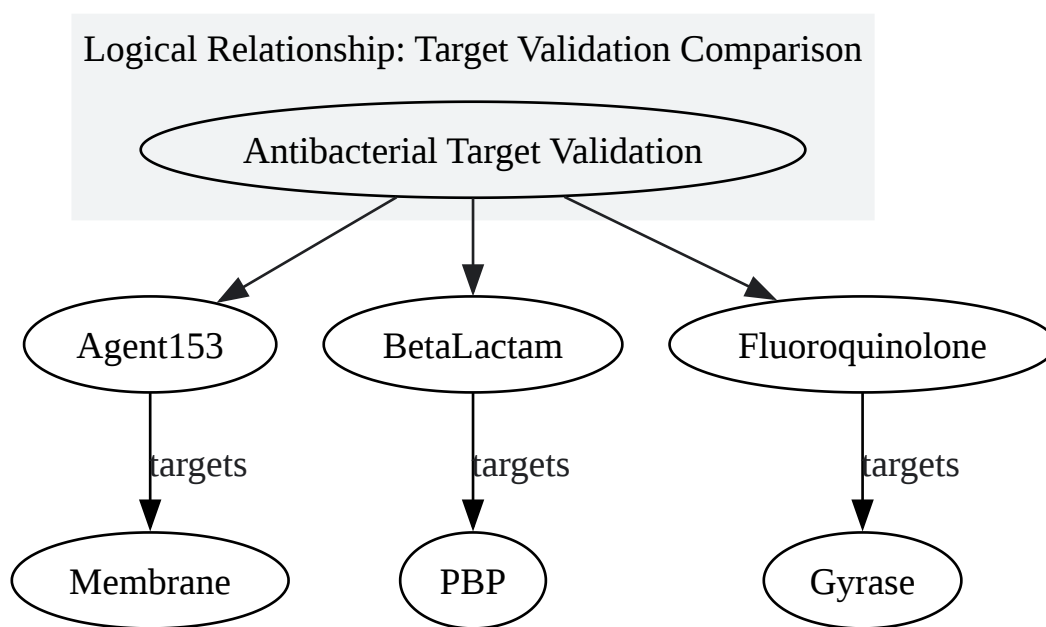 Logical Relationship: Target Validation Comparison
Antibacterial Target Validation
Agent153
BetaLactam
Fluoroquinolone
targets
targets
targets
Membrane
PBP
Gyrase